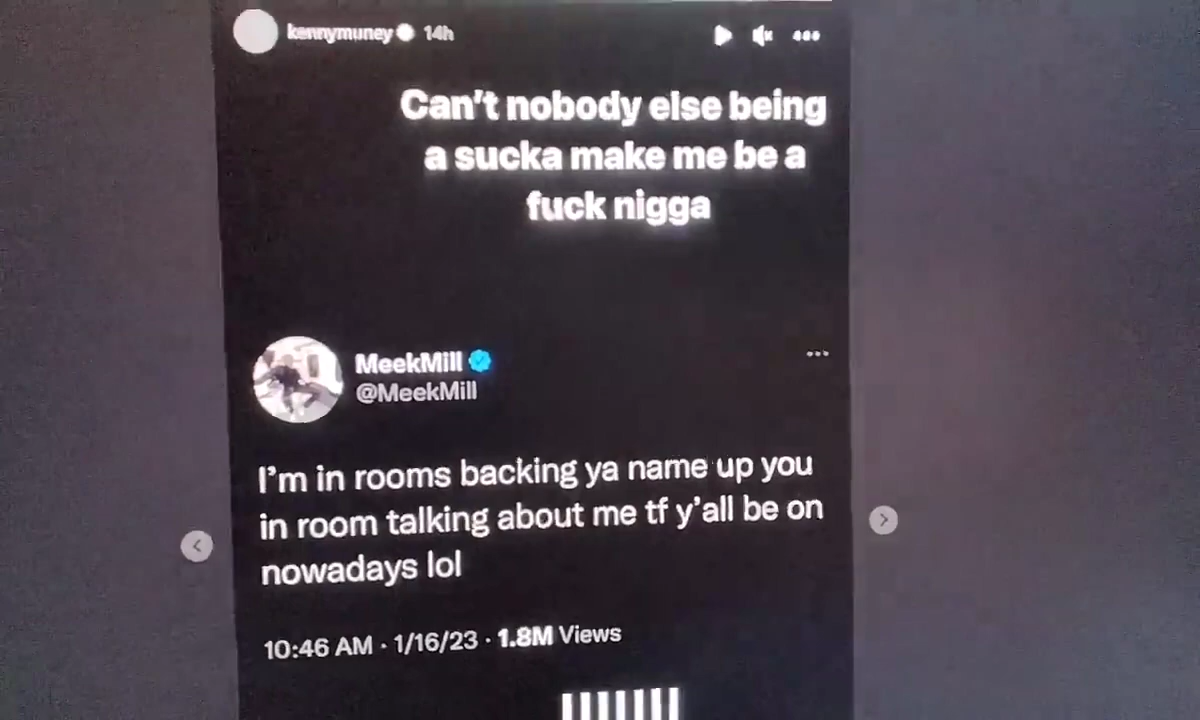 kennymuney 14h
Can't nobody else being
a sucka make me be a
fuck nigga
MeekMill
@MeekMill
I'm in rooms backing ya name up you
in room talking about me tf y'all be on
nowadays lol
10:46 AM · 1/16/23 · 1.8M Views